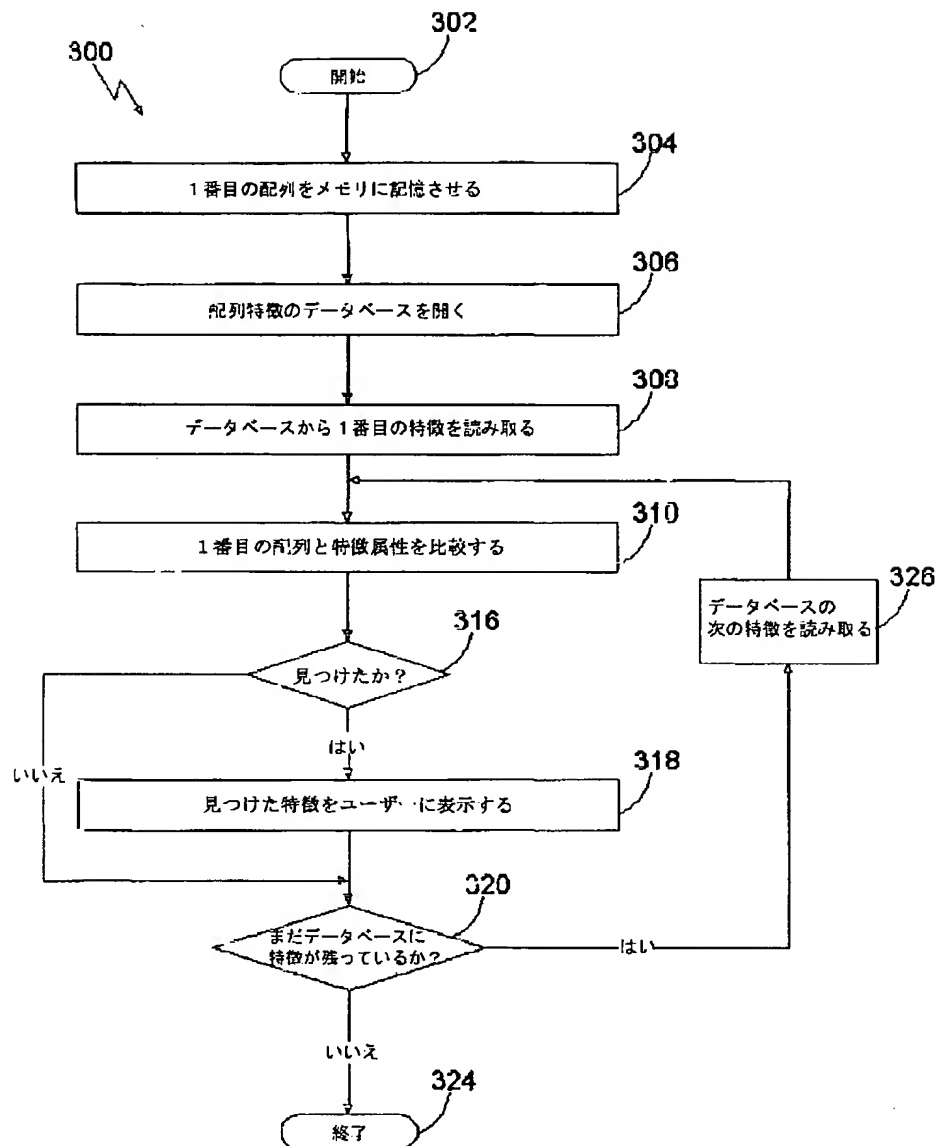 300
302
開始
304
1番目の配列をメモリに記憶させる
306
配列特徴のデータベースを開く
308
データベースから1番目の特徴を読み取る
310
1番目の配列と特徴属性を比較する
326
データベースの
次の特徴を読み取る
316
見つけたか?
はい
いいえ
318
見つけた特徴をユーザーに表示する
320
まだデータベースに
特徴が残っているか?
はい
いいえ
324
終了